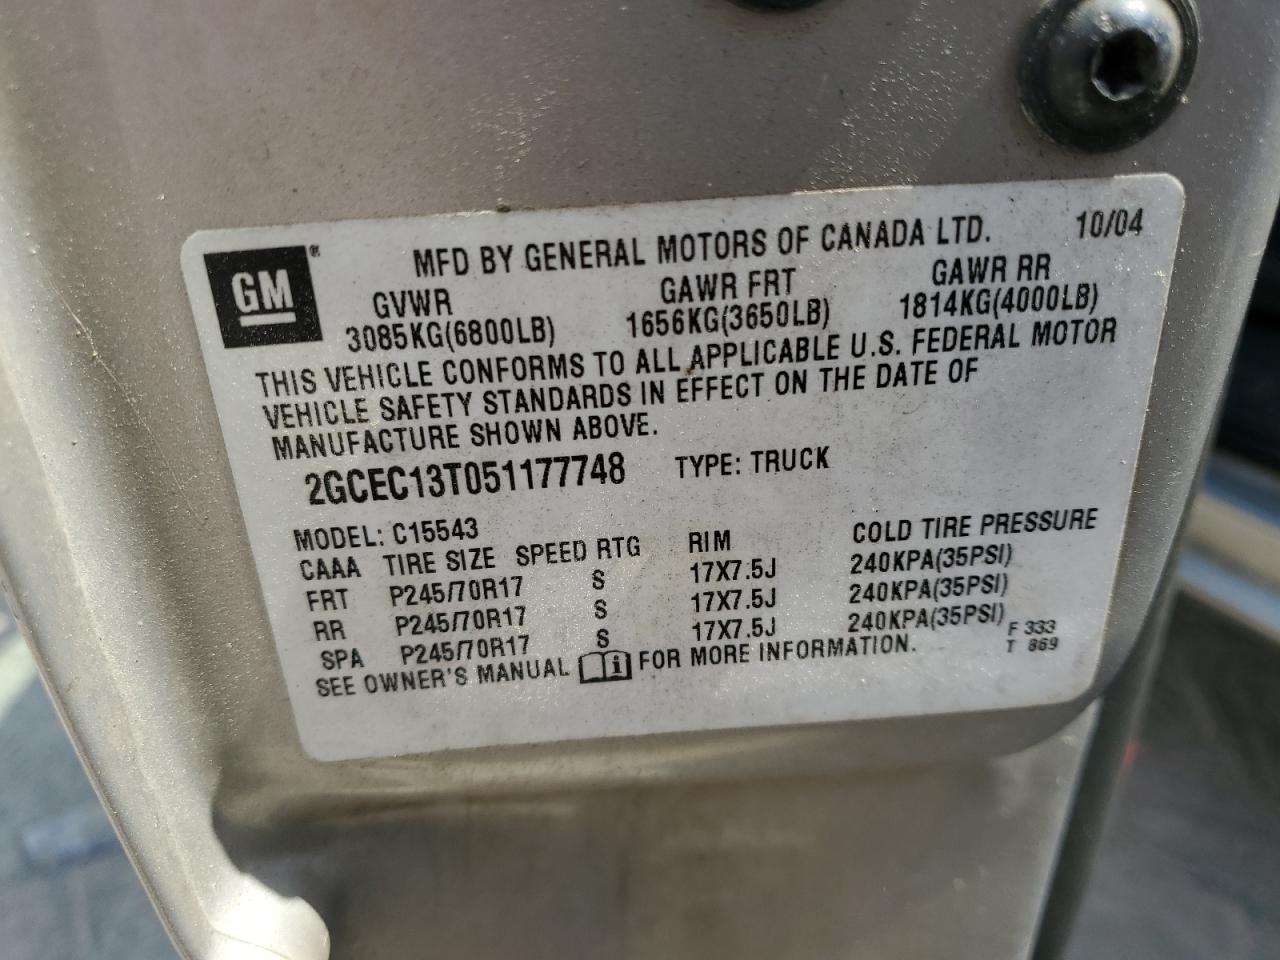 GM ® MFD BY GENERAL MOTORS OF CANADA LTD. 10/04
GVWR GAWR FRT GAWR RR
3085KG(6800LB) 1656KG(3650LB) 1814KG(4000LB)
THIS VEHICLE CONFORMS TO ALL APPLICABLE U.S. FEDERAL MOTOR
VEHICLE SAFETY STANDARDS IN EFFECT ON THE DATE OF
MANUFACTURE SHOWN ABOVE.
2GCEC13T051177748 TYPE: TRUCK
MODEL: C15543
CAAA TIRE SIZE SPEED RTG RIM COLD TIRE PRESSURE
FRT P245/70R17 S 17X7.5J 240KPA(35PSI)
RR P245/70R17 S 17X7.5J 240KPA(35PSI)
SPA P245/70R17 S 17X7.5J 240KPA(35PSI)
SEE OWNER'S MANUAL i FOR MORE INFORMATION.
F 333
T 869